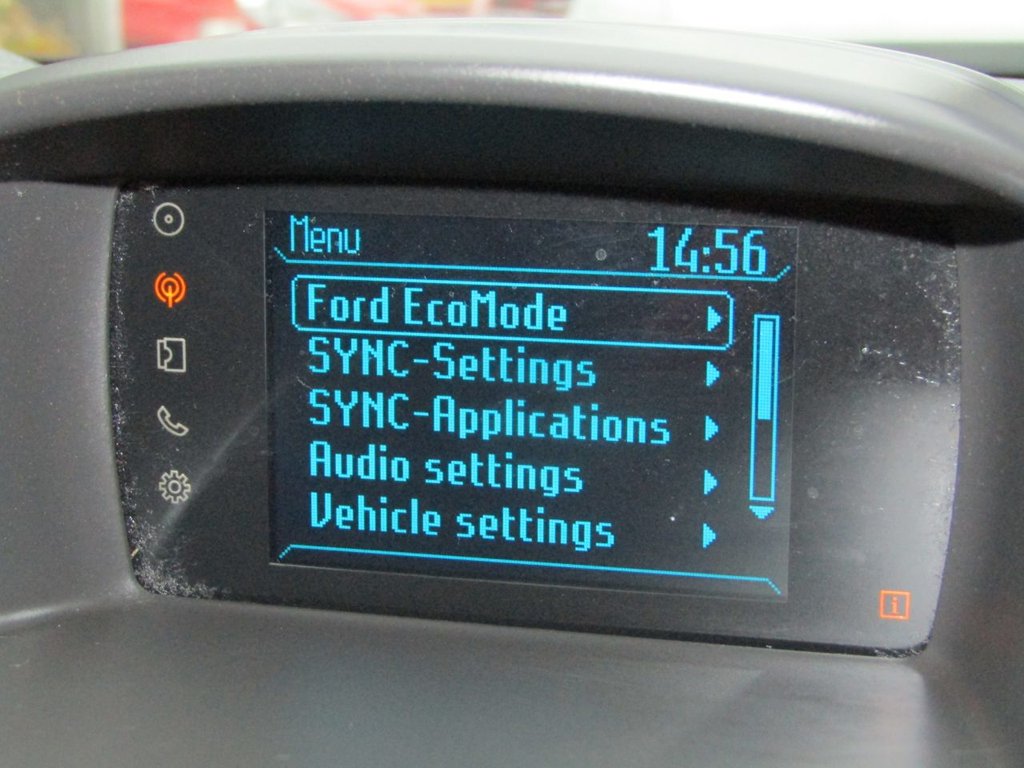 Menu 14:56
Ford EcoMode
SYNC-Settings
SYNC-Applications
Audio settings
Vehicle settings
i